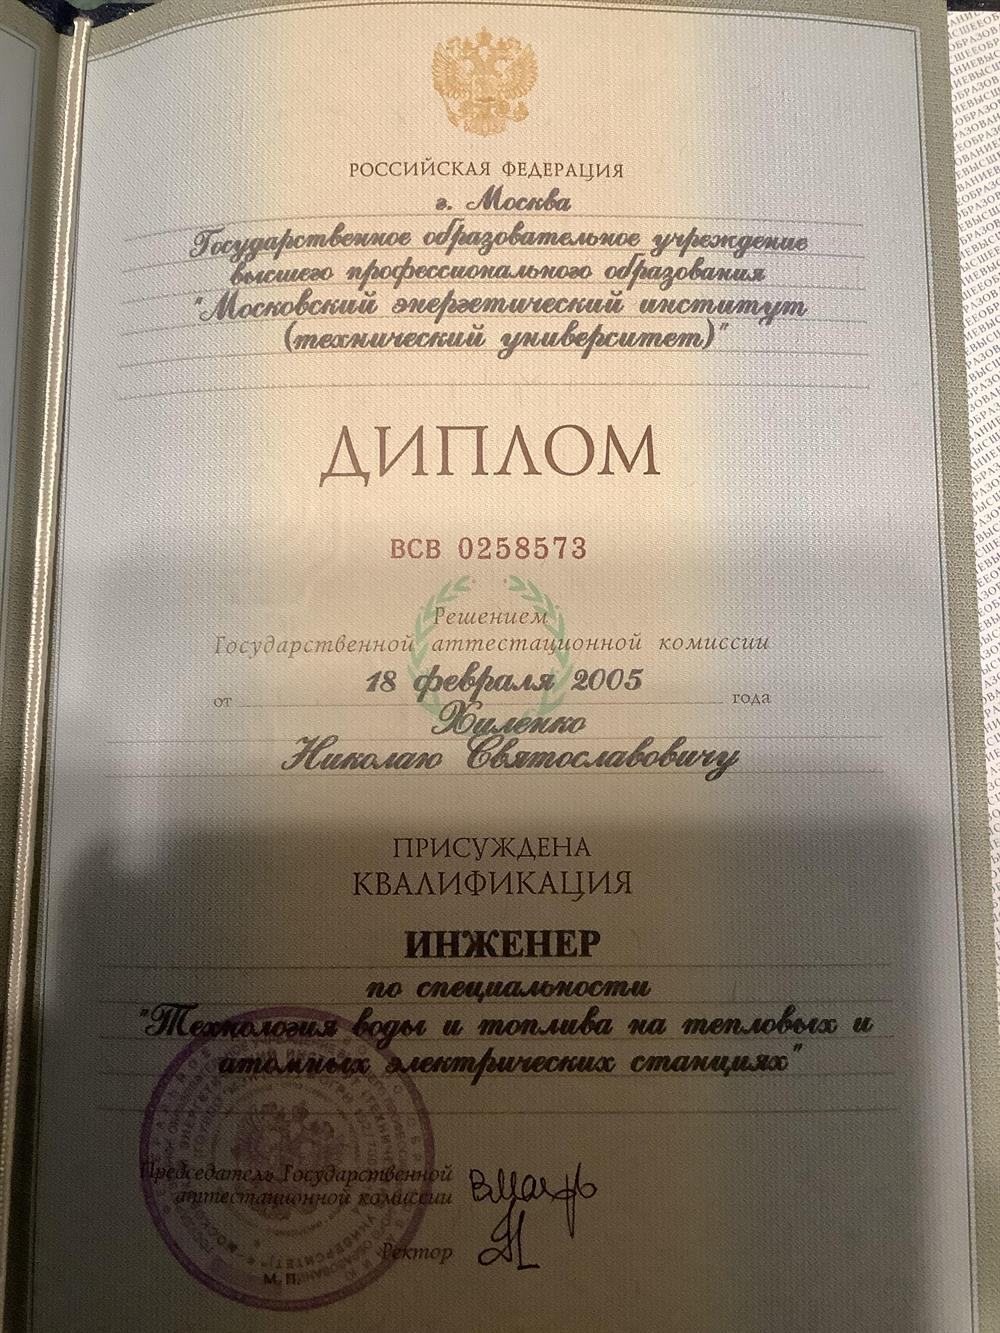 РОССИЙСКАЯ ФЕДЕРАЦИЯ
г. Москва
Государственное образовательное учреждение
высшего профессионального образования
"Московский энергетический институт
(технический университет)"
ДИПЛОМ
ВСВ 0258573
Решением
Государственной аттестационной комиссии
от 18 февраля 2005 года
Хиленко
Николаю Святославовичу
ПРИСУЖДЕНА
КВАЛИФИКАЦИЯ
ИНЖЕНЕР
по специальности
"Технология воды и топлива на тепловых и
атомных электрических станциях"
Председатель Государственной
аттестационной комиссии
Ректор
М.П.